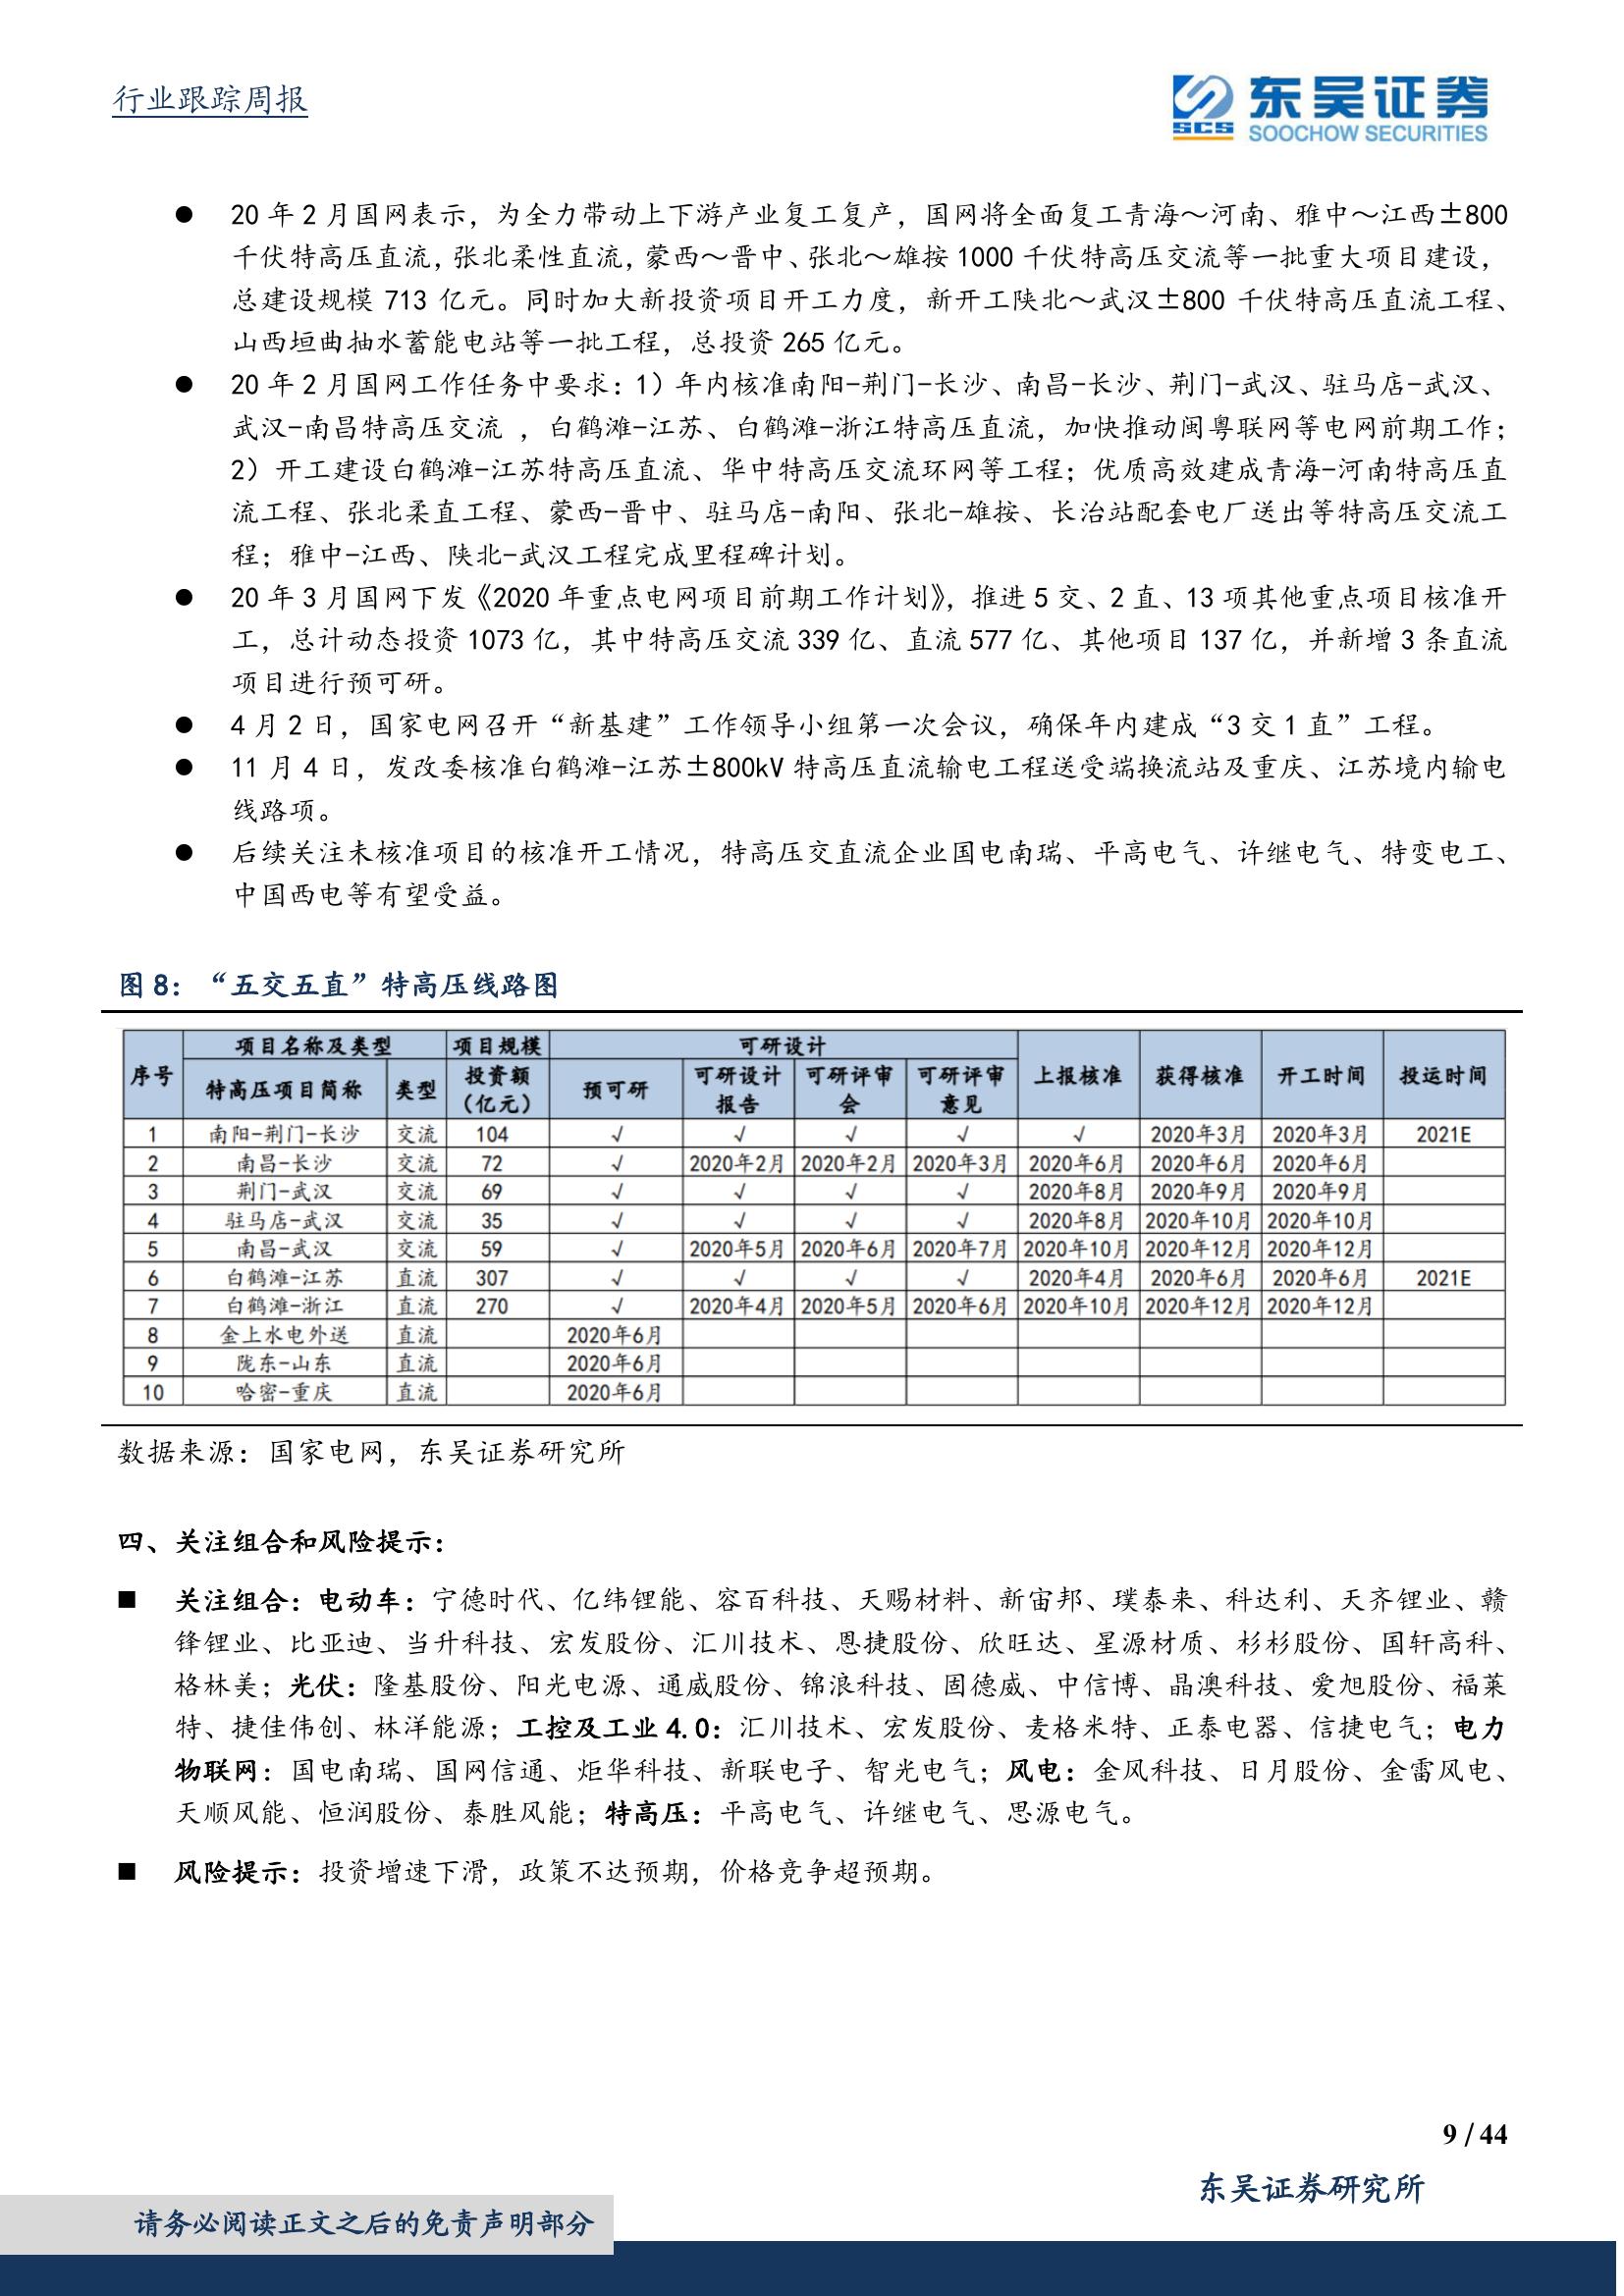 行业跟踪周报
SCS 东吴证券
SOOCHOW SECURITIES
● 20 年 2 月国网表示，为全力带动上下游产业复工复产，国网将全面复工青海～河南、雅中～江西±800
千伏特高压直流，张北柔性直流，蒙西～晋中、张北～雄按 1000 千伏特高压交流等一批重大项目建设，
总建设规模 713 亿元。同时加大新投资项目开工力度，新开工陕北～武汉±800 千伏特高压直流工程、
山西垣曲抽水蓄能电站等一批工程，总投资 265 亿元。
● 20 年 2 月国网工作任务中要求：1）年内核准南阳-荆门-长沙、南昌-长沙、荆门-武汉、驻马店-武汉、
武汉-南昌特高压交流 ，白鹤滩-江苏、白鹤滩-浙江特高压直流，加快推动闽粤联网等电网前期工作；
2）开工建设白鹤滩-江苏特高压直流、华中特高压交流环网等工程；优质高效建成青海-河南特高压直
流工程、张北柔直工程、蒙西-晋中、驻马店-南阳、张北-雄按、长治站配套电厂送出等特高压交流工
程；雅中-江西、陕北-武汉工程完成里程碑计划。
● 20 年 3 月国网下发《2020 年重点电网项目前期工作计划》，推进 5 交、2 直、13 项其他重点项目核准开
工，总计动态投资 1073 亿，其中特高压交流 339 亿、直流 577 亿、其他项目 137 亿，并新增 3 条直流
项目进行预可研。
● 4 月 2 日，国家电网召开“新基建”工作领导小组第一次会议，确保年内建成“3 交 1 直”工程。
● 11 月 4 日，发改委核准白鹤滩-江苏±800kV 特高压直流输电工程送受端换流站及重庆、江苏境内输电
线路项。
● 后续关注未核准项目的核准开工情况，特高压交直流企业国电南瑞、平高电气、许继电气、特变电工、
中国西电等有望受益。
图 8：“五交五直”特高压线路图
序号 项目名称及类型 项目规模 可研设计 上报核准 获得核准 开工时间 投运时间
特高压项目简称 类型 投资额（亿元） 预可研 可研设计报告 可研评审会 可研评审意见
1 南阳-荆门-长沙 交流 104 √ √ √ √ √ 2020年3月 2020年3月 2021E
2 南昌-长沙 交流 72 √ 2020年2月 2020年2月 2020年3月 2020年6月 2020年6月 2020年6月
3 荆门-武汉 交流 69 √ √ √ √ 2020年8月 2020年9月 2020年9月
4 驻马店-武汉 交流 35 √ √ √ √ 2020年8月 2020年10月 2020年10月
5 南昌-武汉 交流 59 √ 2020年5月 2020年6月 2020年7月 2020年10月 2020年12月 2020年12月
6 白鹤滩-江苏 直流 307 √ √ √ √ 2020年4月 2020年6月 2020年6月 2021E
7 白鹤滩-浙江 直流 270 √ 2020年4月 2020年5月 2020年6月 2020年10月 2020年12月 2020年12月
8 金上水电外送 直流 2020年6月
9 陇东-山东 直流 2020年6月
10 哈密-重庆 直流 2020年6月
数据来源：国家电网，东吴证券研究所
四、关注组合和风险提示：
■ 关注组合：电动车：宁德时代、亿纬锂能、容百科技、天赐材料、新宙邦、璞泰来、科达利、天齐锂业、赣
锋锂业、比亚迪、当升科技、宏发股份、汇川技术、恩捷股份、欣旺达、星源材质、杉杉股份、国轩高科、
格林美；光伏：隆基股份、阳光电源、通威股份、锦浪科技、固德威、中信博、晶澳科技、爱旭股份、福莱
特、捷佳伟创、林洋能源；工控及工业 4.0：汇川技术、宏发股份、麦格米特、正泰电器、信捷电气；电力
物联网：国电南瑞、国网信通、炬华科技、新联电子、智光电气；风电：金风科技、日月股份、金雷风电、
天顺风能、恒润股份、泰胜风能；特高压：平高电气、许继电气、思源电气。
■ 风险提示：投资增速下滑，政策不达预期，价格竞争超预期。
9 / 44
东吴证券研究所
请务必阅读正文之后的免责声明部分